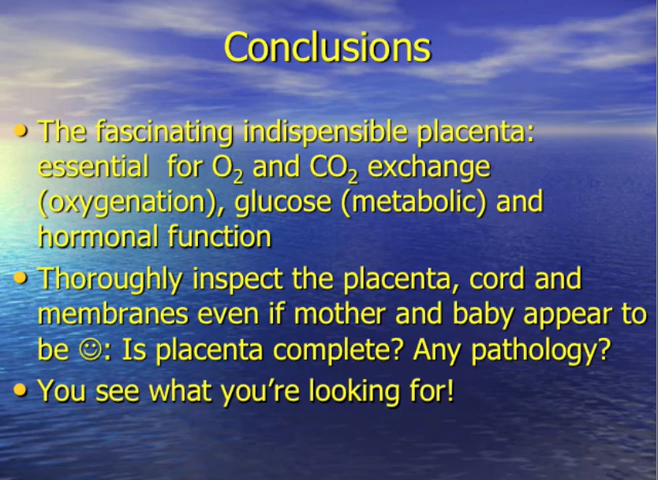 Conclusions
• The fascinating indispensible placenta:
essential  for O₂ and CO₂ exchange
(oxygenation), glucose (metabolic) and
hormonal function
• Thoroughly inspect the placenta, cord and
membranes even if mother and baby appear to
be ☺: Is placenta complete? Any pathology?
• You see what you’re looking for!